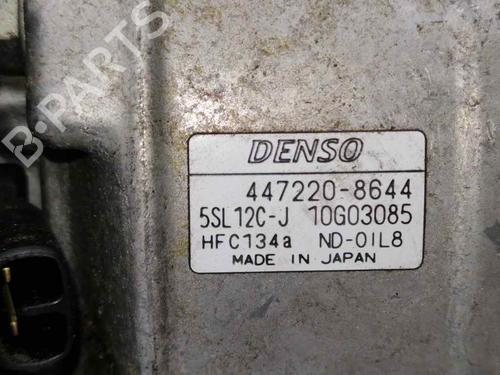 B-PARTS
DENSO
447220-8644
5SL12C-J 10G03085
HFC134a ND-OIL8
MADE IN JAPAN